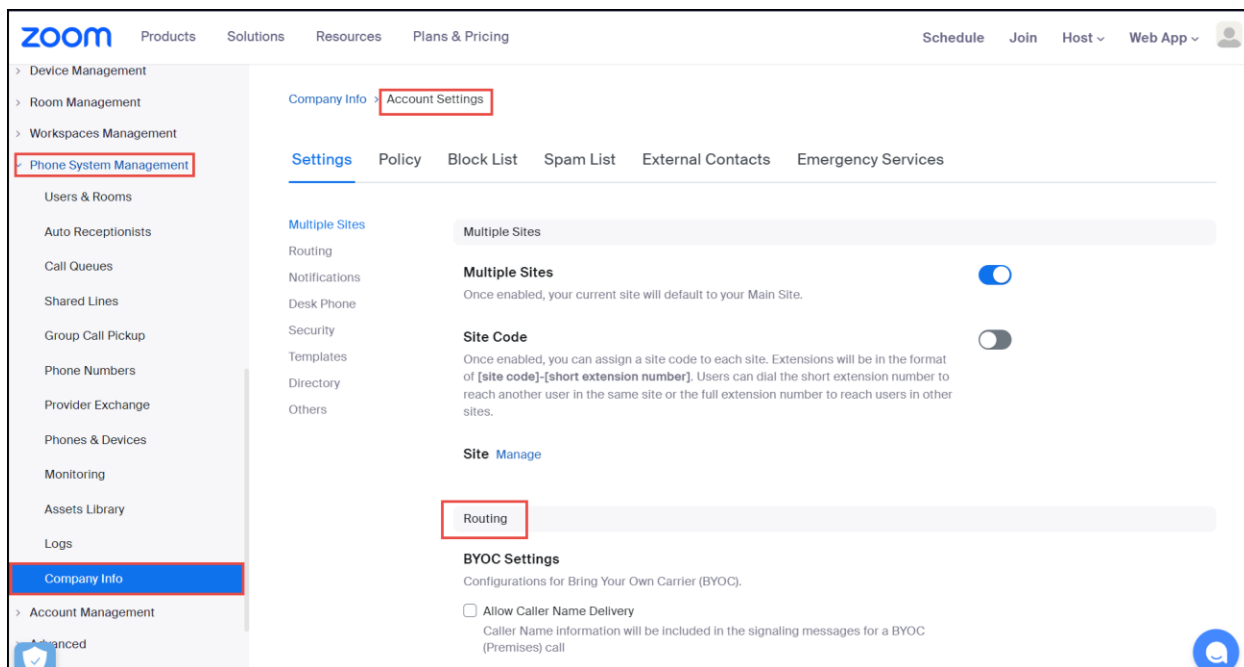 zoom Products Solutions Resources Plans & Pricing Schedule Join Host Web App
Device Management
Room Management
Workspaces Management
Phone System Management
Users & Rooms
Auto Receptionists
Call Queues
Shared Lines
Group Call Pickup
Phone Numbers
Provider Exchange
Phones & Devices
Monitoring
Assets Library
Logs
Company Info
Account Management
Company Info > Account Settings
Settings Policy Block List Spam List External Contacts Emergency Services
Multiple Sites
Routing
Notifications
Desk Phone
Security
Templates
Directory
Others
Multiple Sites
Multiple Sites
Once enabled, your current site will default to your Main Site.
Site Code
Once enabled, you can assign a site code to each site. Extensions will be in the format
of [site code]-[short extension number]. Users can dial the short extension number to
reach another user in the same site or the full extension number to reach users in other
sites.
Site Manage
Routing
BYOC Settings
Configurations for Bring Your Own Carrier (BYOC).
Allow Caller Name Delivery
Caller Name information will be included in the signaling messages for a BYOC
(Premises) call